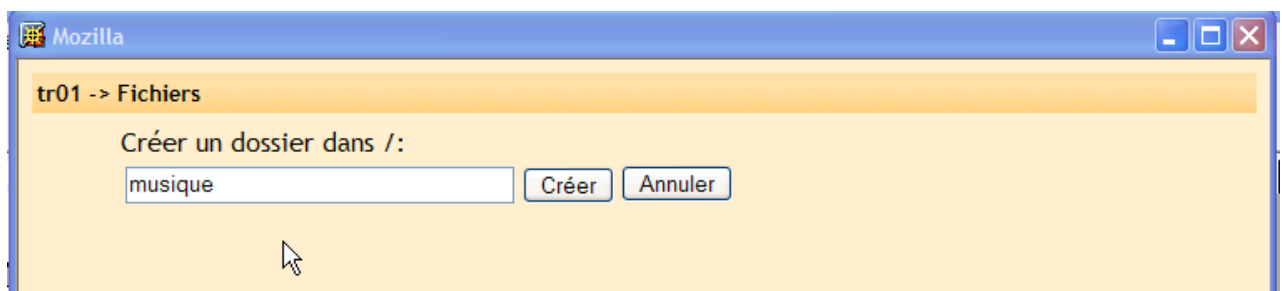 Mozilla
tr01 -> Fichiers
Créer un dossier dans /:
musique Créer Annuler